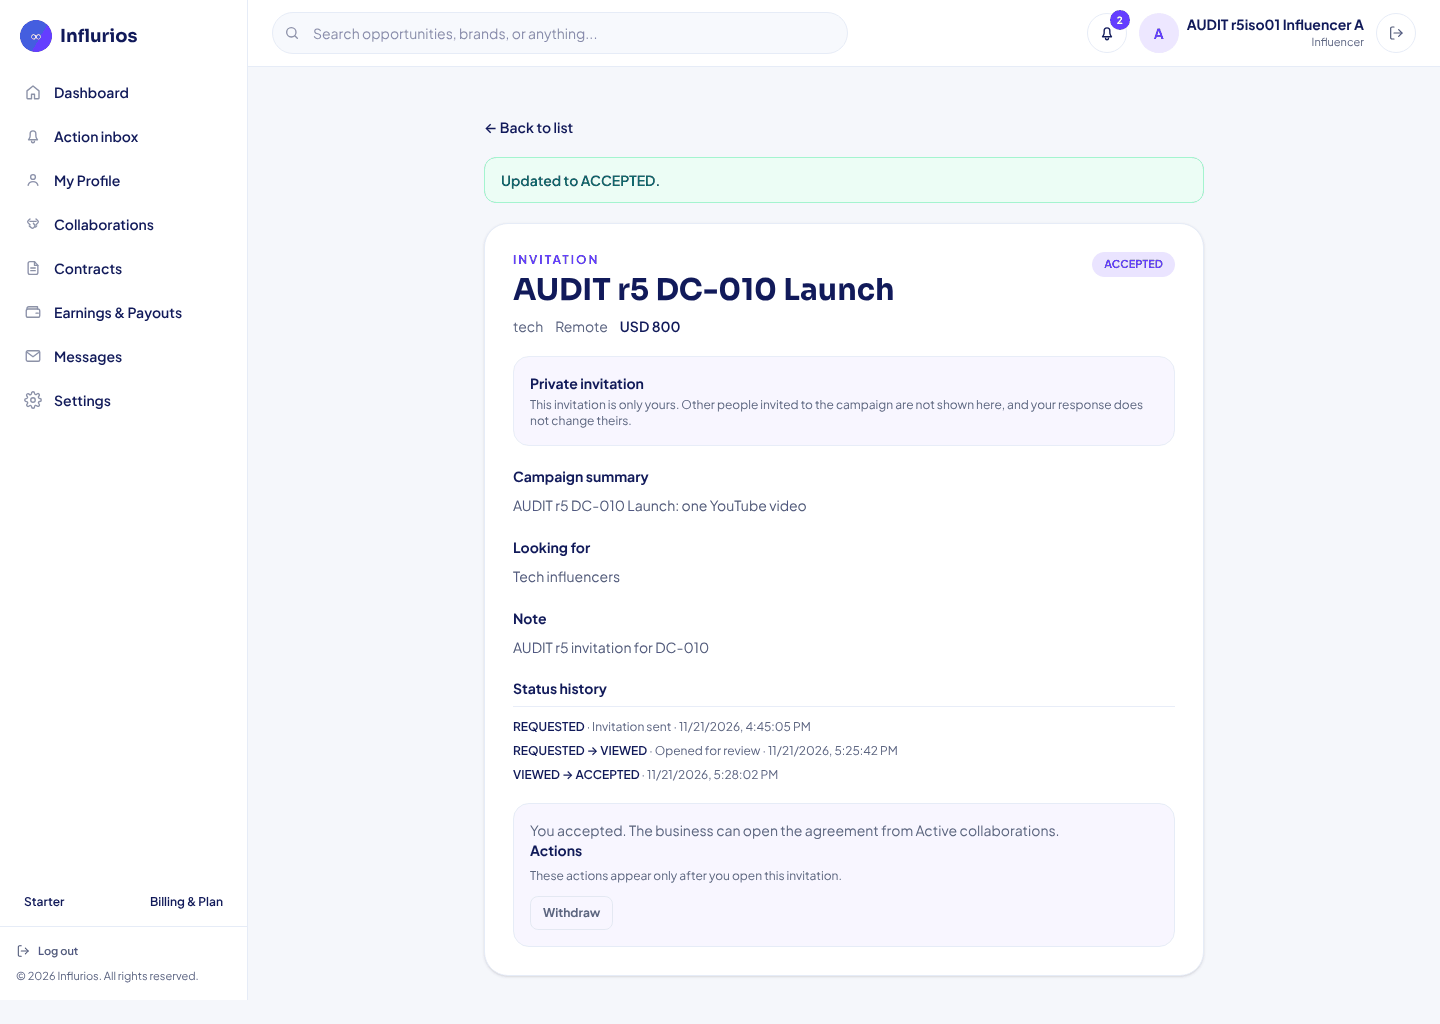 Influrios
Search opportunities, brands, or anything...
2
A
AUDIT r5iso01 Influencer A
Influencer
Dashboard
Action inbox
My Profile
Collaborations
Contracts
Earnings & Payouts
Messages
Settings
Starter
Billing & Plan
Log out
© 2026 Influrios. All rights reserved.
← Back to list
Updated to ACCEPTED.
INVITATION
ACCEPTED
AUDIT r5 DC-010 Launch
tech Remote USD 800
Private invitation
This invitation is only yours. Other people invited to the campaign are not shown here, and your response does
not change theirs.
Campaign summary
AUDIT r5 DC-010 Launch: one YouTube video
Looking for
Tech influencers
Note
AUDIT r5 invitation for DC-010
Status history
REQUESTED · Invitation sent · 11/21/2026, 4:45:05 PM
REQUESTED → VIEWED · Opened for review · 11/21/2026, 5:25:42 PM
VIEWED → ACCEPTED · 11/21/2026, 5:28:02 PM
You accepted. The business can open the agreement from Active collaborations.
Actions
These actions appear only after you open this invitation.
Withdraw